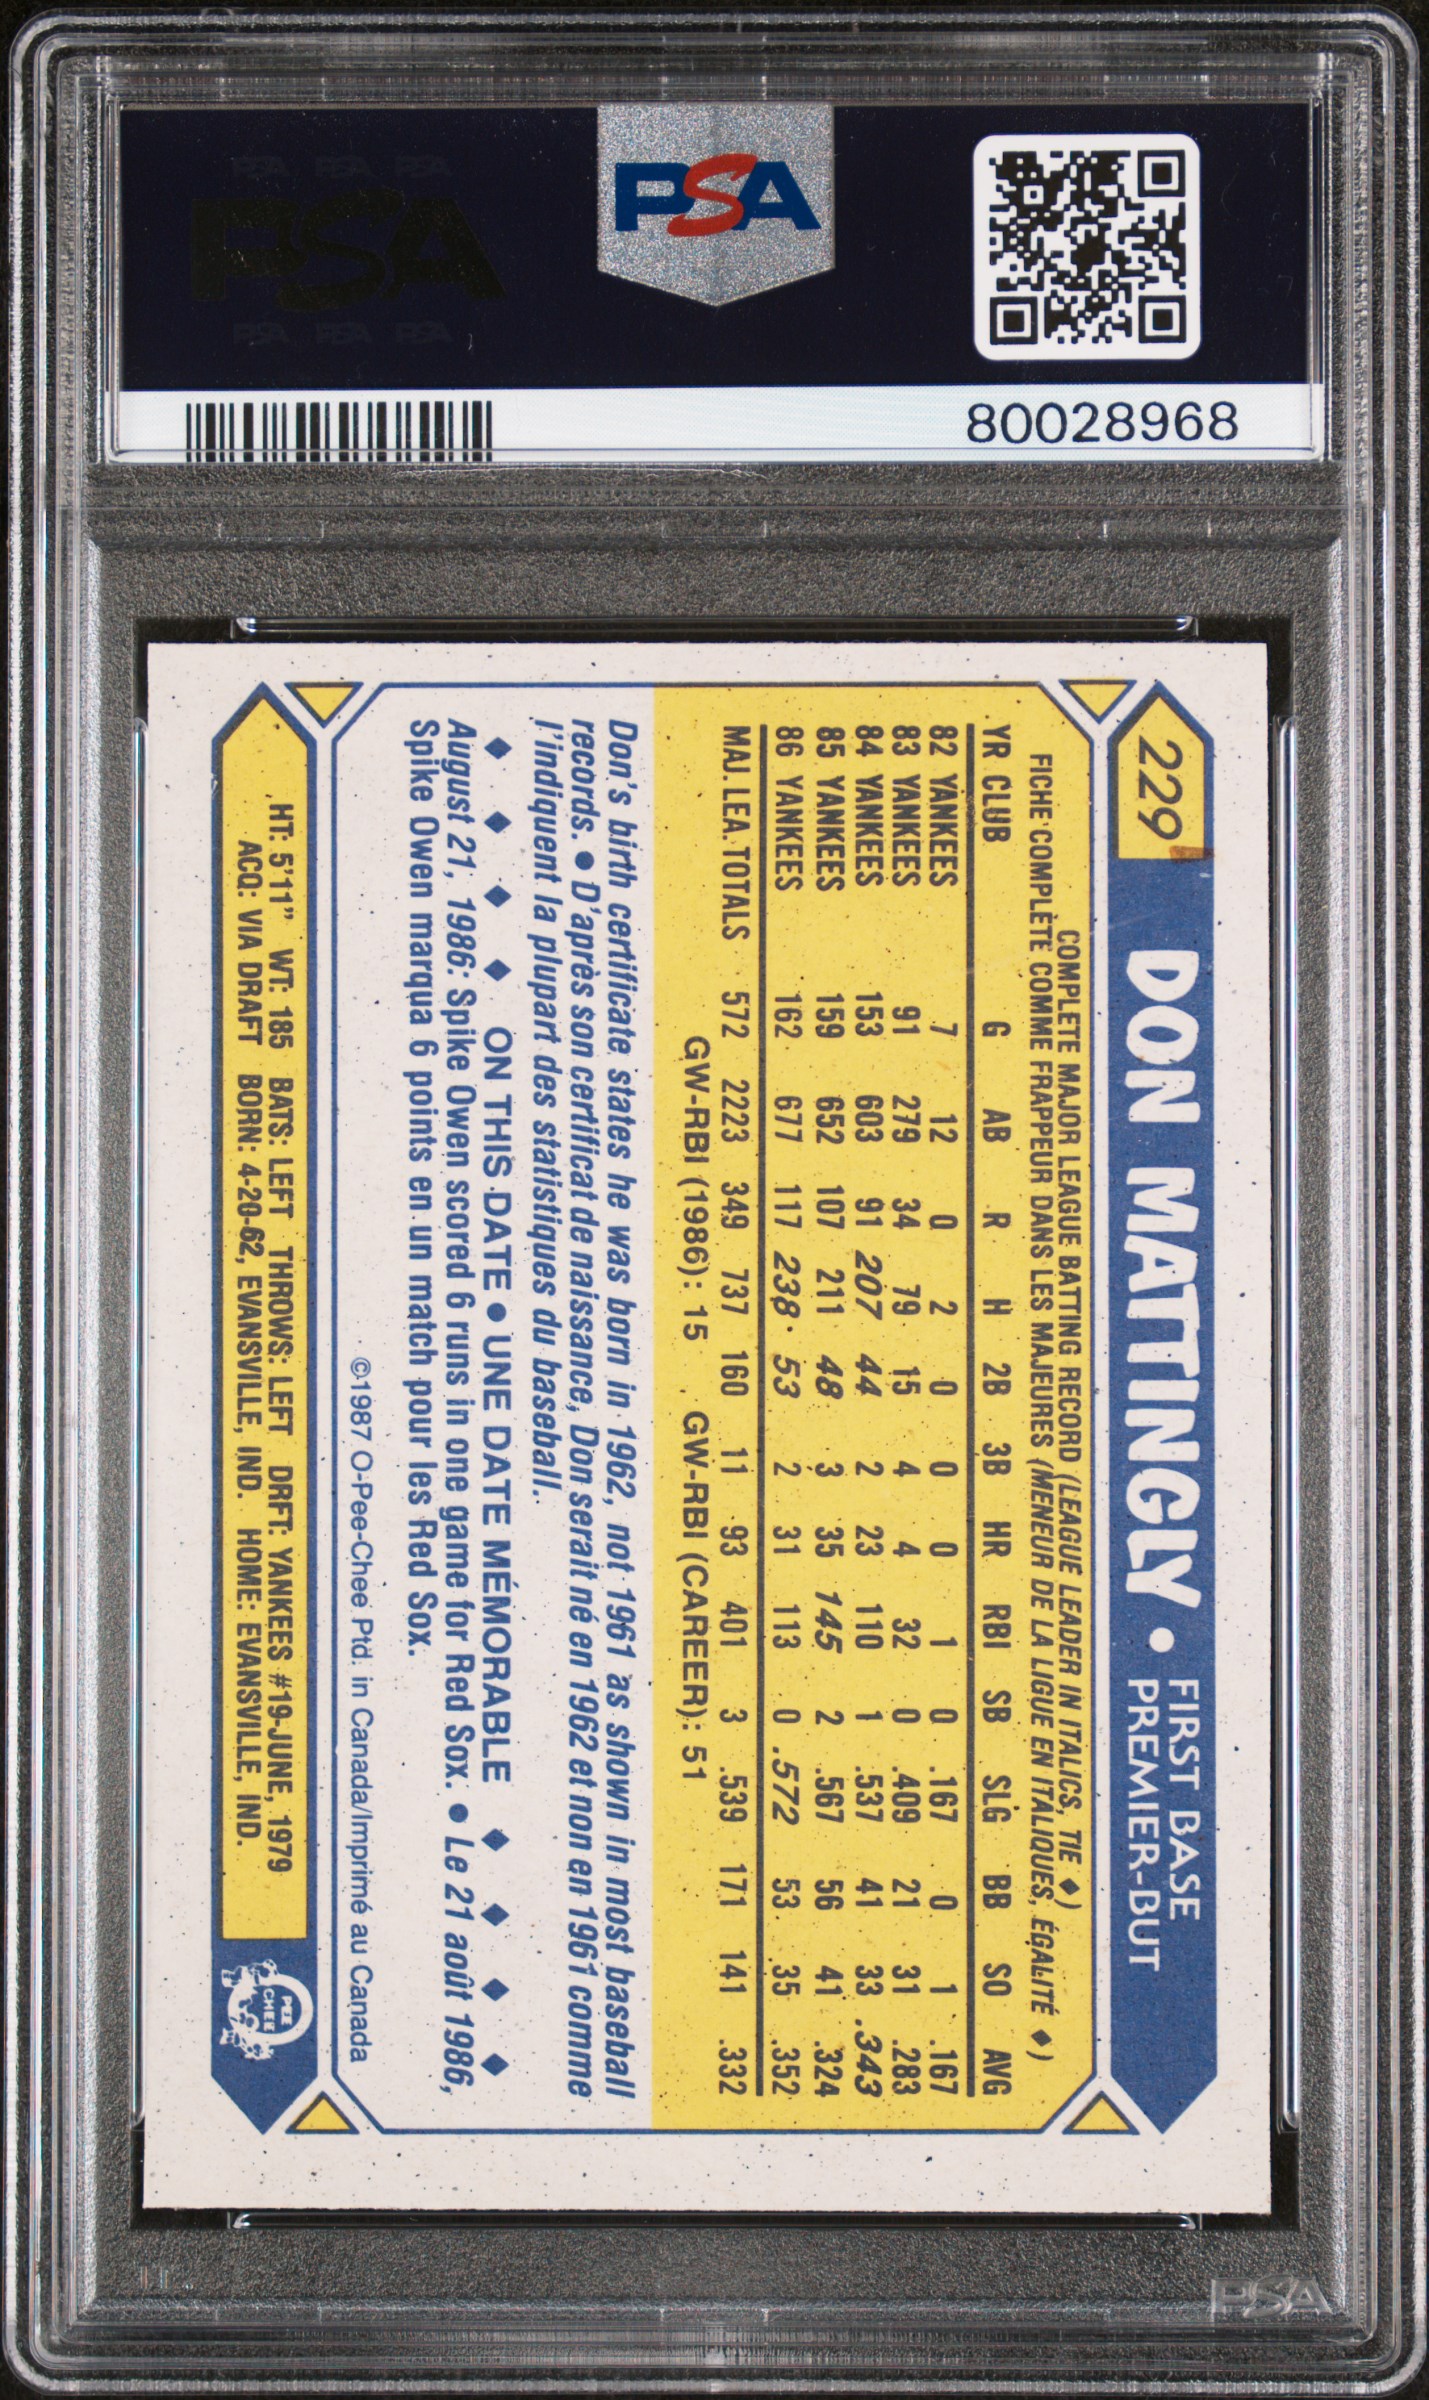 PSA PSA PSA
PSA
PSA PSA PSA
PSA
80028968
229
DON MATTINGLY • FIRST BASE
PREMIER-BUT
COMPLETE MAJOR LEAGUE BATTING RECORD (LEAGUE LEADER IN ITALICS, TIE ♦)
FICHE COMPLÈTE COMME FRAPPEUR DANS LES MAJEURES (MENEUR DE LA LIGUE EN ITALIQUES, ÉGALITÉ ♦)
YR CLUB G AB R H 2B 3B HR RBI SB SLG BB SO AVG
82 YANKEES 7 12 0 2 0 0 0 1 0 .167 0 1 .167
83 YANKEES 91 279 34 79 15 4 4 32 0 .409 21 31 .283
84 YANKEES 153 603 91 207 44 2 23 110 1 .537 41 33 .343
85 YANKEES 159 652 107 211 48 3 35 145 2 .567 56 41 .324
86 YANKEES 162 677 117 238 53 2 31 113 0 .572 53 35 .352
MAJ. LEA. TOTALS 572 2223 349 737 160 11 93 401 3 .539 171 141 .332
GW-RBI (1986): 15 GW-RBI (CAREER): 51
Don's birth certificate states he was born in 1962, not 1961 as shown in most baseball
records. • D'après son certificat de naissance, Don serait né en 1962 et non en 1961 comme
l'indiquent la plupart des statistiques du baseball.
♦ ♦ ♦ ♦ ON THIS DATE • UNE DATE MÉMORABLE ♦ ♦ ♦ ♦
August 21, 1986: Spike Owen scored 6 runs in one game for Red Sox. • Le 21 août 1986,
Spike Owen marqua 6 points en un match pour les Red Sox.
©1987 O-Pee-Chee Ptd. in Canada/Imprimé au Canada
HT: 5'11" WT: 185 BATS: LEFT THROWS: LEFT DRFT: YANKEES #19-JUNE, 1979
ACQ: VIA DRAFT BORN: 4-20-62, EVANSVILLE, IND. HOME: EVANSVILLE, IND.
O
PEE
CHEE
PSA